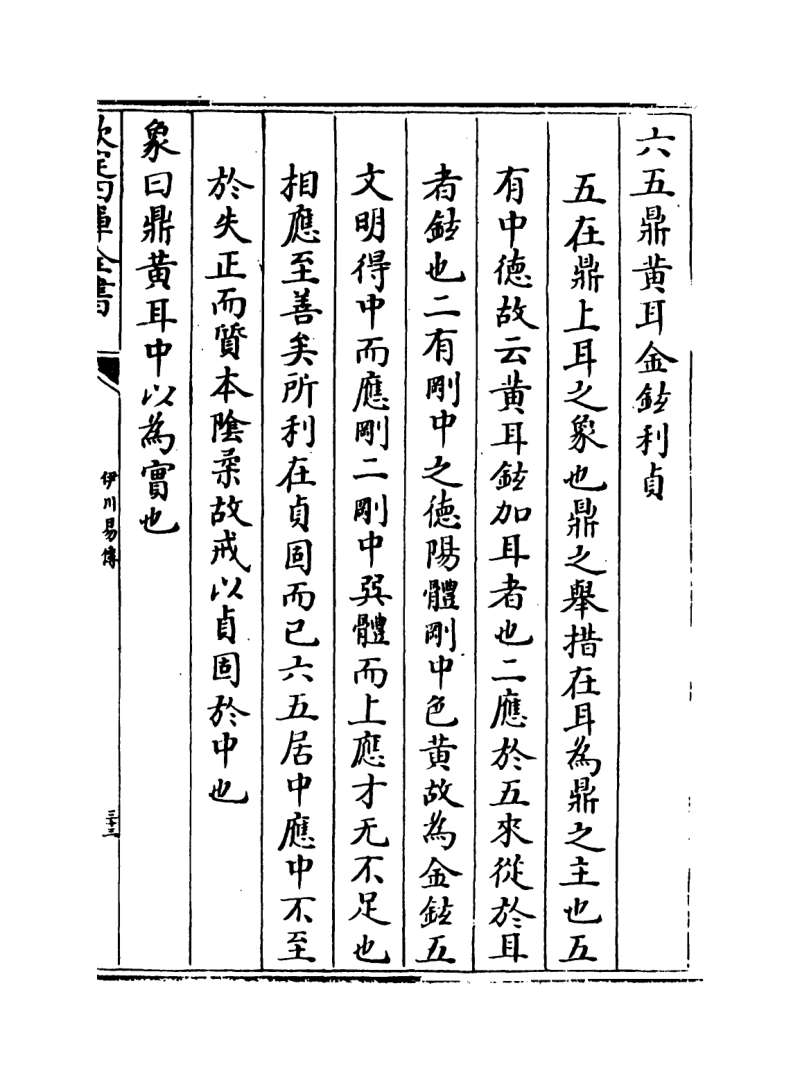 六五鼎黄耳金鉉利貞
五在鼎上耳之象也鼎之舉措在耳為鼎之主也五
有中德故云黄耳鉉加耳者也二應於五來從於耳
者鉉也二有剛中之德陽體剛中色黄故為金鉉五
文明得中而應剛二剛中巽體而上應才无不足也
相應至善矣所利在貞固而已六五居中應中不至
於失正而質本陰柔故戒以貞固於中也
象曰鼎黄耳中以為實也
欽定四庫全書
伊川易傳
三十三